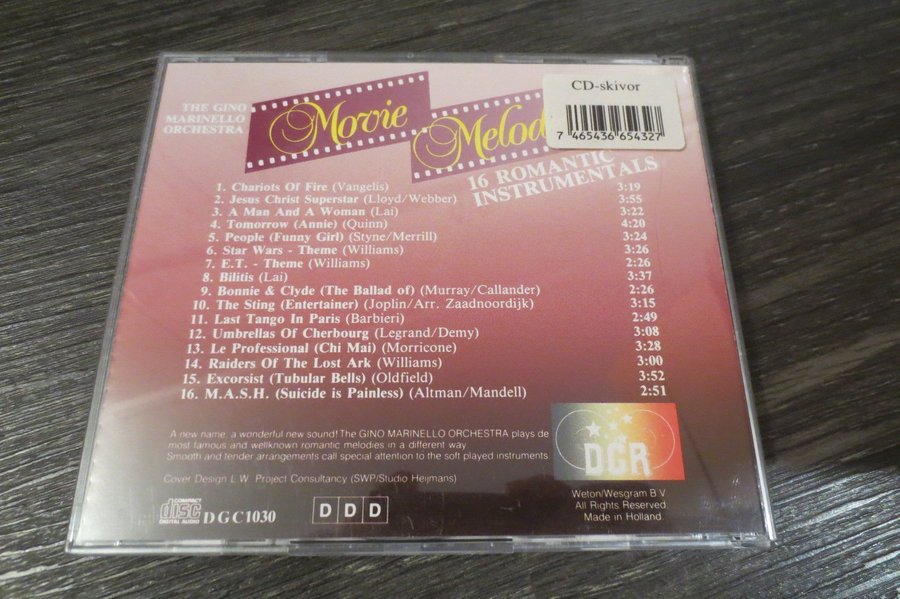 THE GINO
MARINELLO
ORCHESTRA
Movie
Melod
CD-skivor
7 465436 654327
16 ROMANTIC
INSTRUMENTALS
1. Chariots Of Fire (Vangelis) 3:19
2. Jesus Christ Superstar (Lloyd/Webber) 3:55
3. A Man And A Woman (Lai) 3:22
4. Tomorrow (Annie) (Quinn) 4:20
5. People (Funny Girl) (Styne/Merrill) 3:24
6. Star Wars - Theme (Williams) 3:26
7. E.T. - Theme (Williams) 2:26
8. Bilitis (Lai) 3:37
9. Bonnie & Clyde (The Ballad of) (Murray/Callander) 2:26
10. The Sting (Entertainer) (Joplin/Arr. Zaadnoordijk) 3:15
11. Last Tango In Paris (Barbieri) 2:49
12. Umbrellas Of Cherbourg (Legrand/Demy) 3:08
13. Le Professional (Chi Mai) (Morricone) 3:28
14. Raiders Of The Lost Ark (Williams) 3:00
15. Excorsist (Tubular Bells) (Oldfield) 3:52
16. M.A.S.H. (Suicide is Painless) (Altman/Mandell) 2:51
A new name, a wonderful new sound! The GINO MARINELLO ORCHESTRA plays de
most famous and wellknown romantic melodies in a different way.
Smooth and tender arrangements call special attention to the soft played instruments.
Cover Design L.W. Project Consultancy (SWP/Studio Heijmans)
DGR
COMPACT
disc
DIGITAL AUDIO
DGC1030
DDD
Weton/Wesgram B.V.
All Rights Reserved.
Made in Holland.